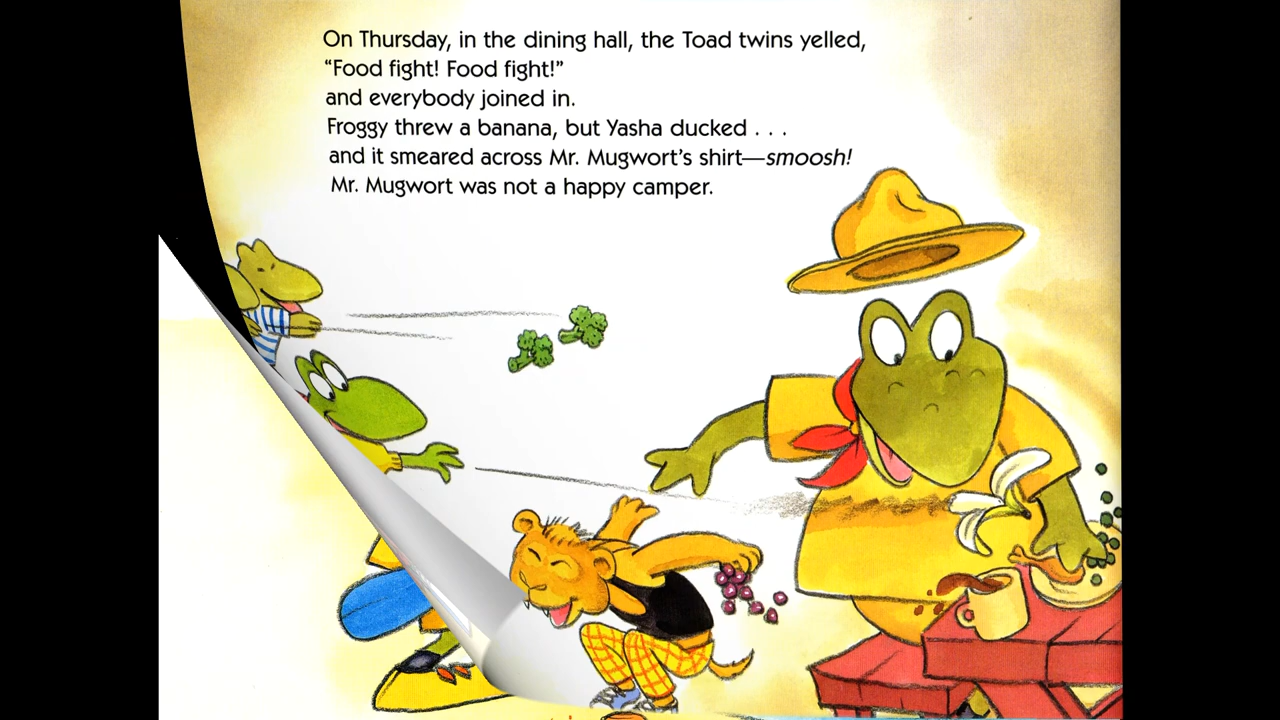 On Thursday, in the dining hall, the Toad twins yelled,
“Food fight! Food fight!”
and everybody joined in.
Froggy threw a banana, but Yasha ducked . . .
and it smeared across Mr. Mugwort’s shirt—smoosh!
Mr. Mugwort was not a happy camper.